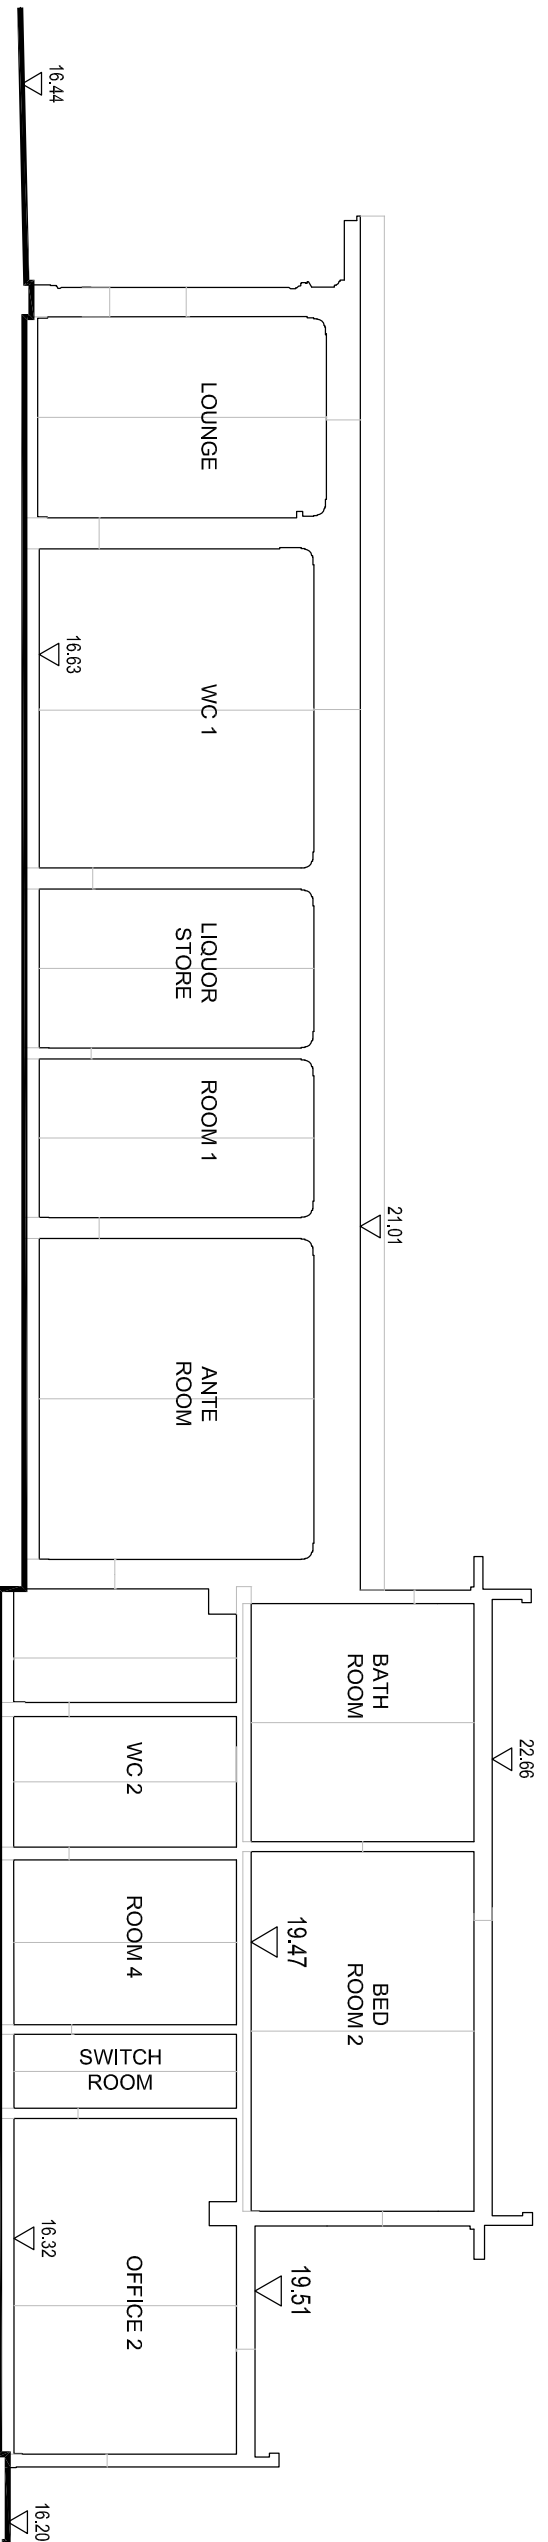 16.44
LOUNGE
16.63
WC 1
LIQUOR
STORE
ROOM 1
21.01
ANTE
ROOM
BATH
ROOM
22.66
WC 2
19.47
ROOM 4
BED
ROOM 2
SWITCH
ROOM
16.32
OFFICE 2
19.51
16.20